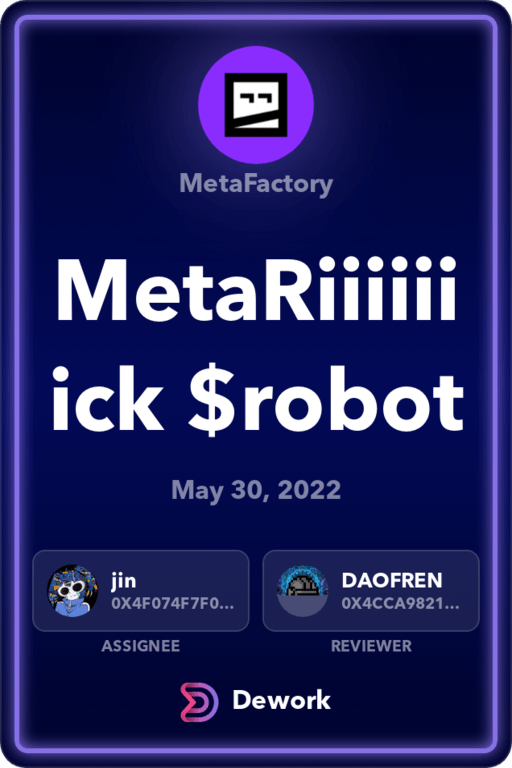 MetaFactory
MetaRiiiiii
ick $robot
May 30, 2022
jin
0X4F074F7F0...
ASSIGNEE
DAOFREN
0X4CCA9821...
REVIEWER
Dework